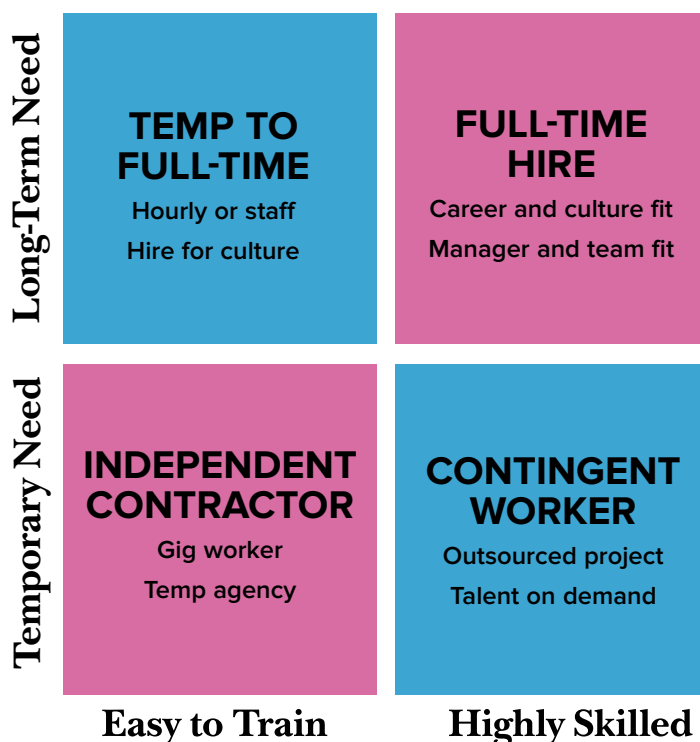 Long-Term Need
TEMP TO
FULL-TIME
Hourly or staff
Hire for culture
FULL-TIME
HIRE
Career and culture fit
Manager and team fit
Temporary Need
INDEPENDENT
CONTRACTOR
Gig worker
Temp agency
CONTINGENT
WORKER
Outsourced project
Talent on demand
Easy to Train
Highly Skilled